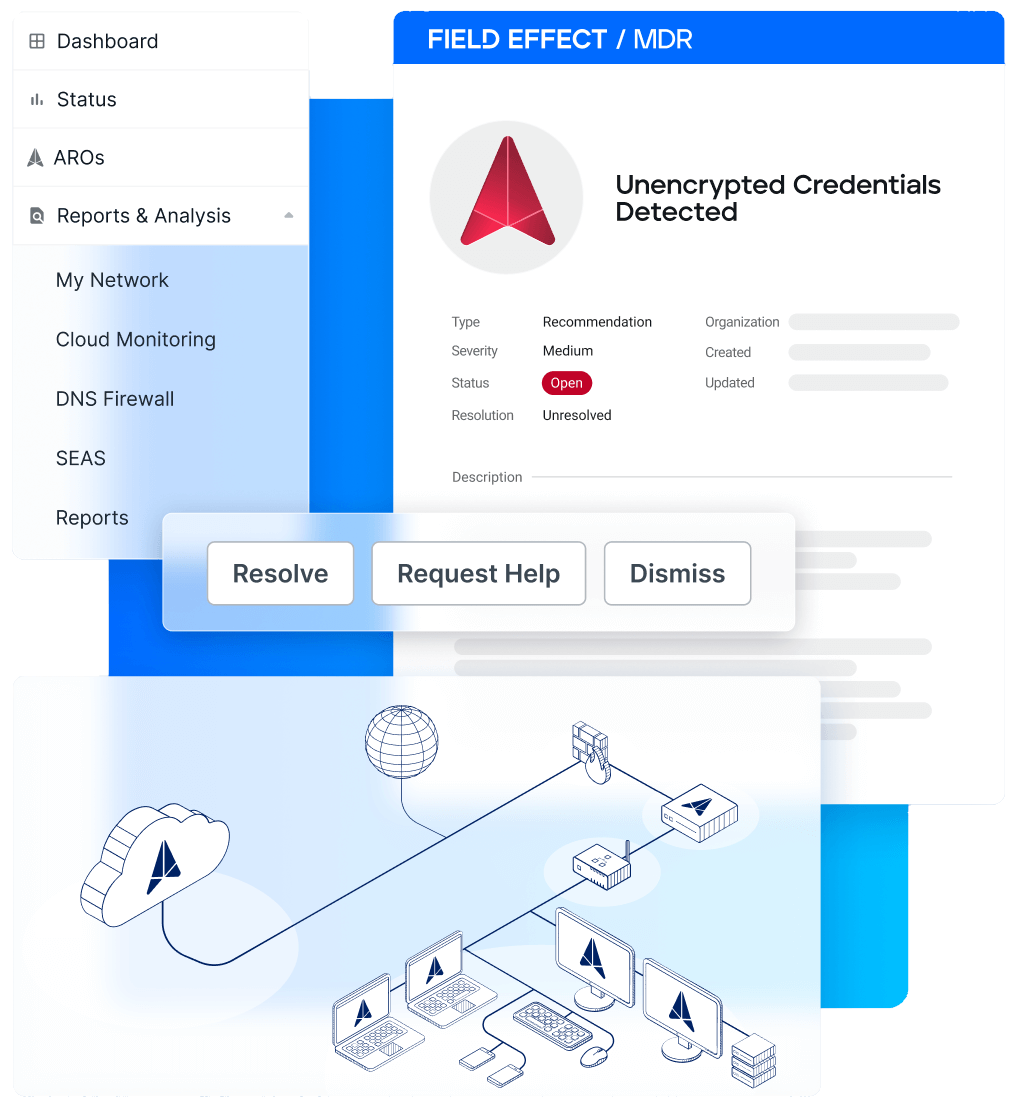 Dashboard
Status
AROs
Reports & Analysis
My Network
Cloud Monitoring
DNS Firewall
SEAS
Reports
FIELD EFFECT / MDR
Unencrypted Credentials
Detected
Type Recommendation
Severity Medium
Status Open
Resolution Unresolved
Organization
Created
Updated
Description
Resolve Request Help Dismiss